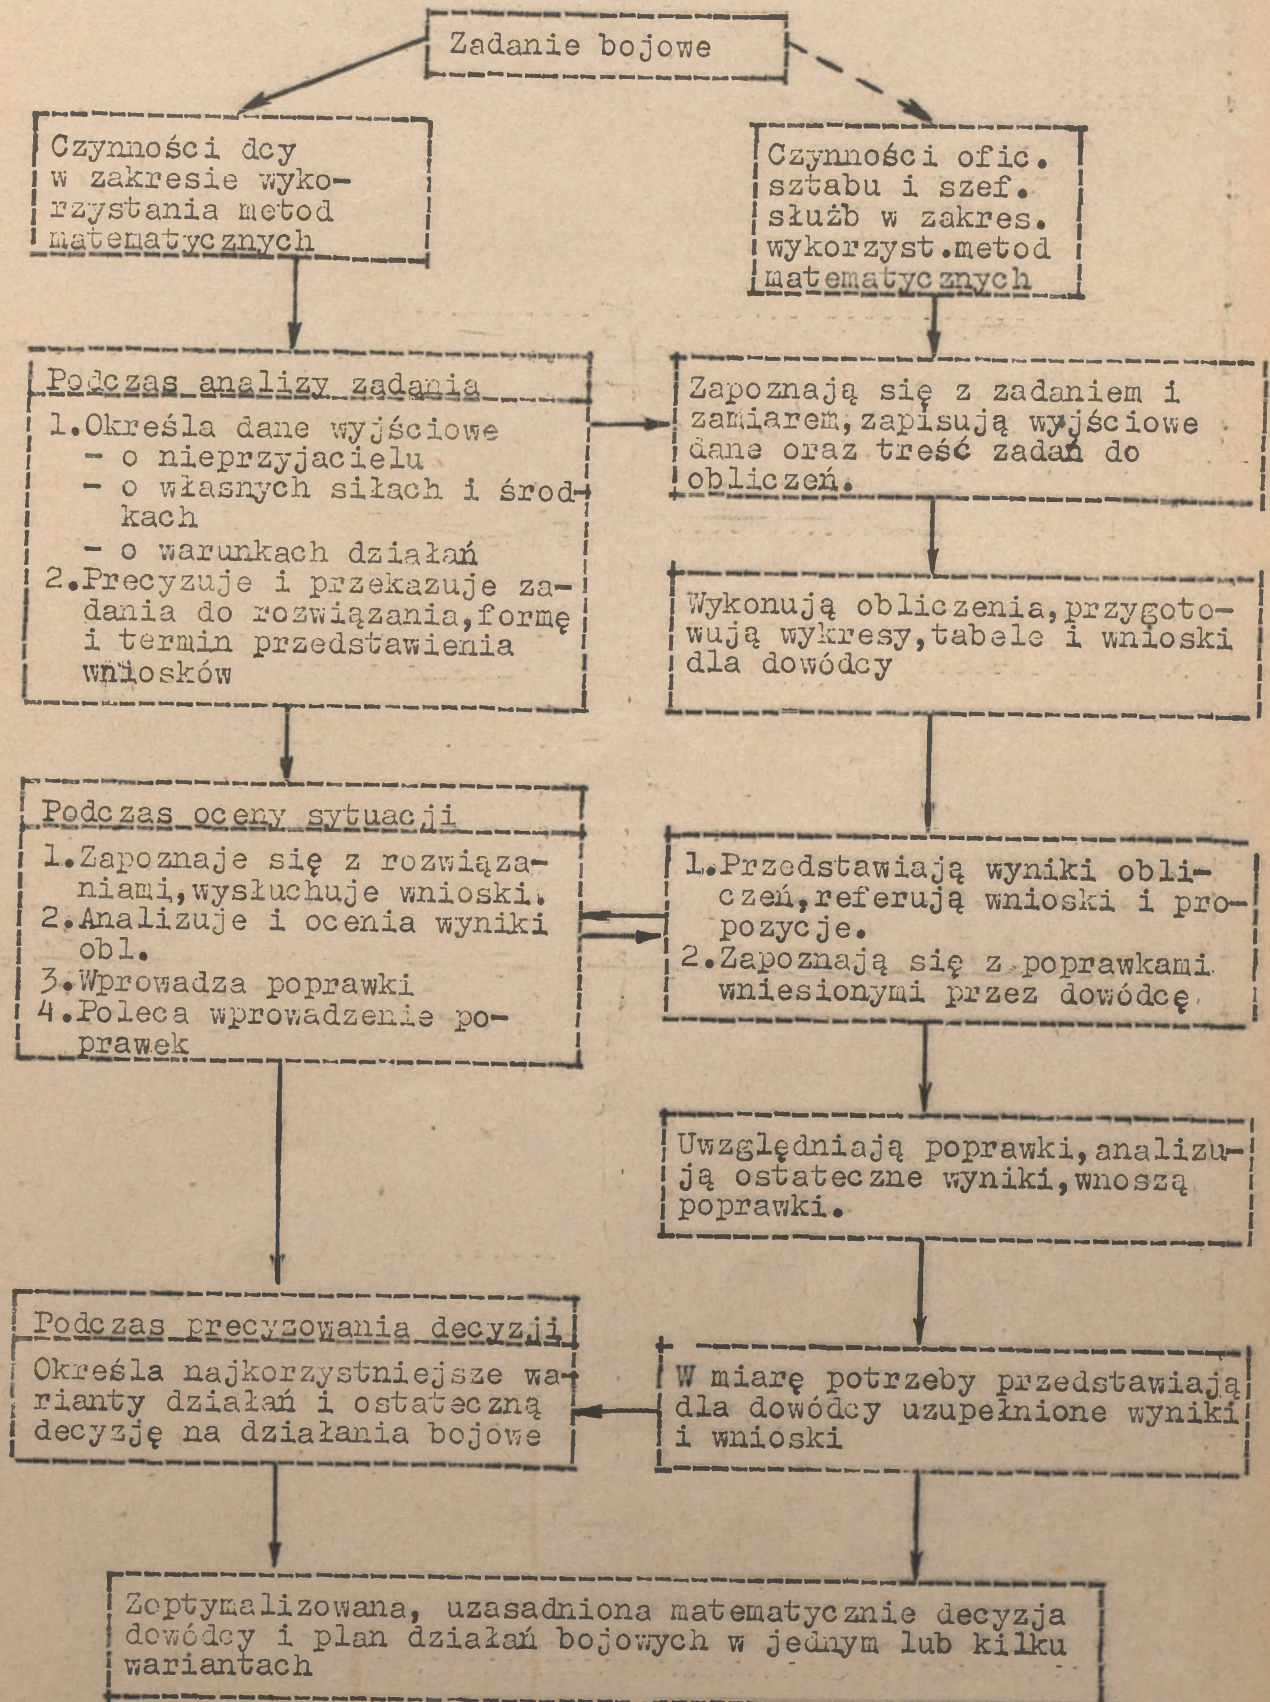 Zadanie bojowe
Czynności dcy
w zakresie wyko-
rzystania metod
matematycznych
Czynności ofic.
sztabu i szef.
służb w zakres.
wykorzyst.metod
matematycznych
Podczas analizy zadania
1.Określa dane wyjściowe
- o nieprzyjacielu
- o własnych siłach i środ-
kach
- o warunkach działań
2.Precyzuje i przekazuje za-
dania do rozwiązania,formę
i termin przedstawienia
wniosków
Zapoznają się z zadaniem i
zamiarem,zapisują wyjściowe
dane oraz treść zadań do
obliczeń.
Wykonują obliczenia,przygoto-
wują wykresy,tabele i wnioski
dla dowódcy
Podczas oceny sytuacji
1.Zapoznaje się z rozwiąza-
niami,wysłuchuje wnioski.
2.Analizuje i ocenia wyniki
obl.
3.Wprowadza poprawki
4.Poleca wprowadzenie po-
prawek
1.Przedstawiają wyniki obli-
czeń,referują wnioski i pro-
pozycje.
2.Zapoznają się z poprawkami
wniesionymi przez dowódcę.
Uwzględniają poprawki,analizu-
ją ostateczne wyniki,wnoszą
poprawki.
Podczas precyzowania decyzji
Określa najkorzystniejsze wa-
rianty działań i ostateczną
decyzję na działania bojowe
W miarę potrzeby przedstawiają
dla dowódcy uzupełnione wyniki
i wnioski
Zoptymalizowana, uzasadniona matematycznie decyzja
dowódcy i plan działań bojowych w jednym lub kilku
wariantach